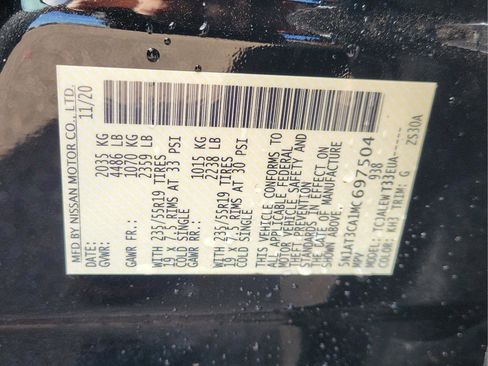 MFD BY NISSAN MOTOR CO., LTD.
11/20
GVWR: 2035 KG
4486 LB
GAWR FR: 1070 KG
2359 LB
WITH 235/55R19 TIRES
19 X 7.5 RIMS AT 33 PSI
COLD SINGLE
GAWR RR: 1015 KG
2238 LB
WITH 235/55R19 TIRES
19 X 7.5 RIMS AT 30 PSI
COLD SINGLE
THIS VEHICLE CONFORMS TO
ALL APPLICABLE FEDERAL
MOTOR VEHICLE SAFETY AND
THEFT PREVENTION
STANDARDS IN EFFECT ON
THE DATE OF MANUFACTURE
SHOWN ABOVE.
5N1AT3CA1MC697504
MPV 938
MODEL: TCJALEWT33EUA-----
COLOR: KH3 TRIM: G
ZS30A